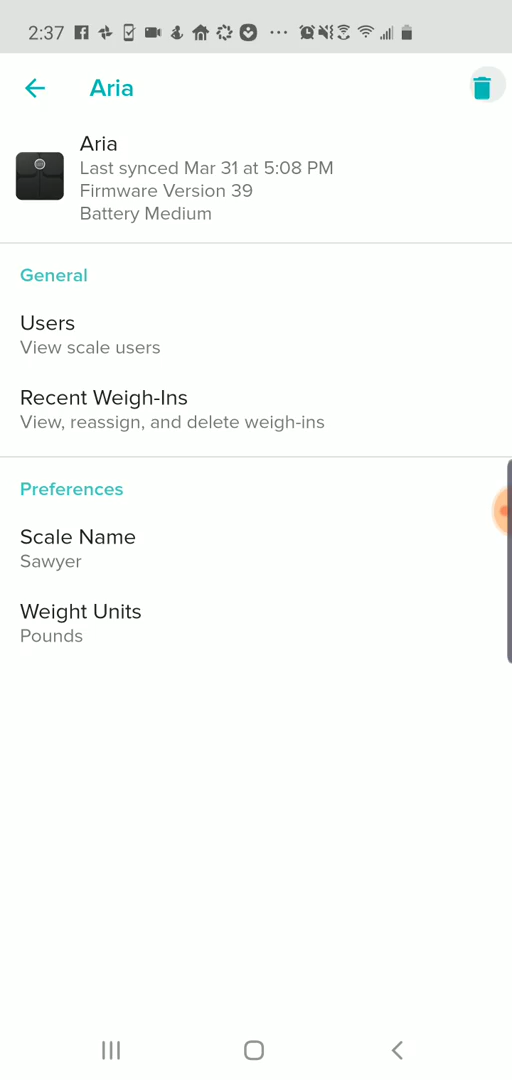 2:37
Aria
Aria
Last synced Mar 31 at 5:08 PM
Firmware Version 39
Battery Medium
General
Users
View scale users
Recent Weigh-Ins
View, reassign, and delete weigh-ins
Preferences
Scale Name
Sawyer
Weight Units
Pounds